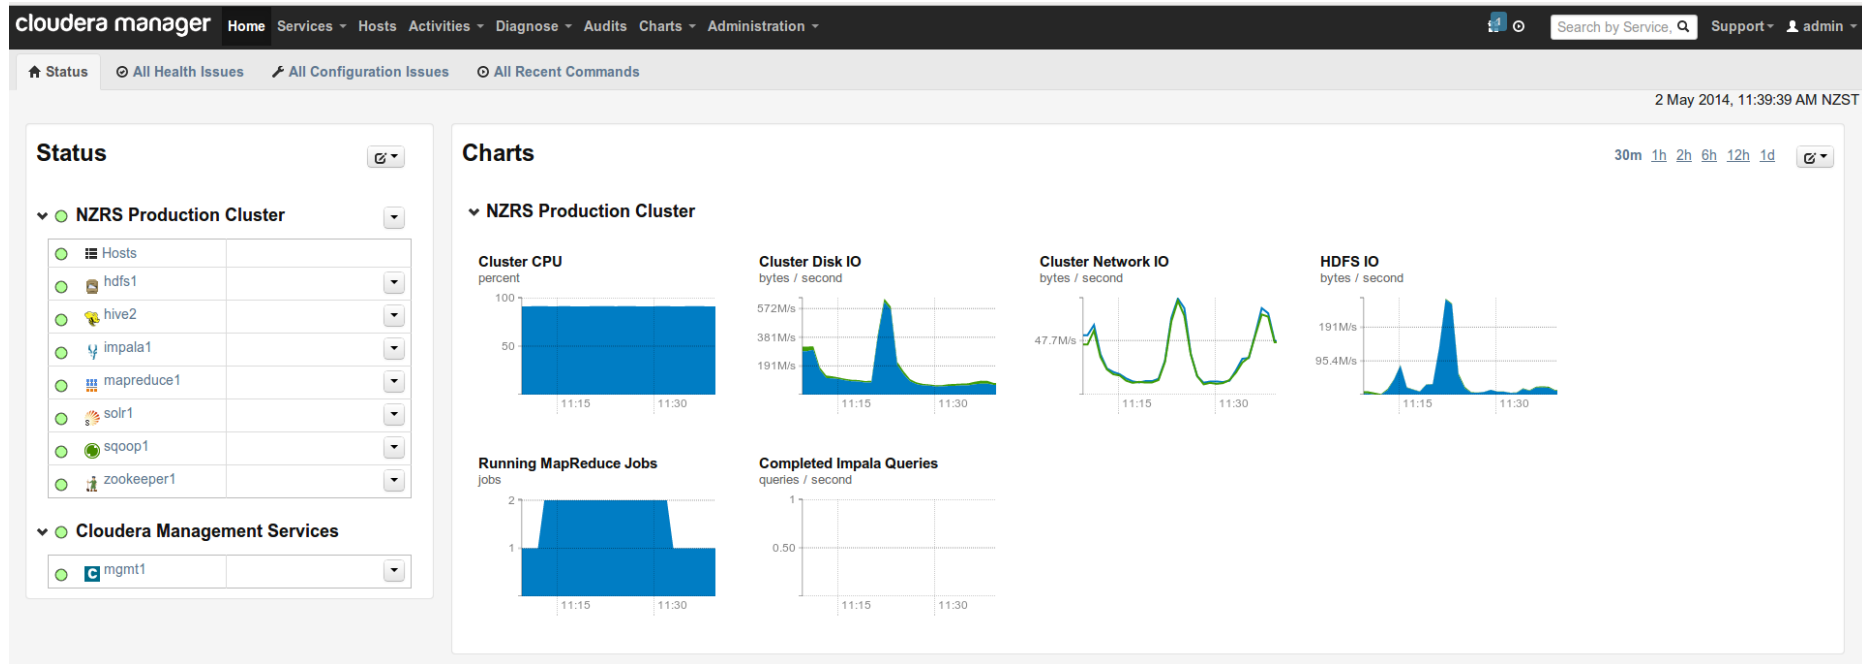 cloudera manager Home Services Hosts Activities Diagnose Audits Charts Administration Search by Service, Support admin
Status All Health Issues All Configuration Issues All Recent Commands
2 May 2014, 11:39:39 AM NZST
Status
NZRS Production Cluster
Hosts
hdfs1
hive2
impala1
mapreduce1
solr1
sqoop1
zookeeper1
Cloudera Management Services
C mgmt1
Charts
30m 1h 2h 6h 12h 1d
NZRS Production Cluster
Cluster CPU
percent
100
50
11:15 11:30
Cluster Disk IO
bytes / second
572M/s
381M/s
191M/s
11:15 11:30
Cluster Network IO
bytes / second
47.7M/s
11:15 11:30
HDFS IO
bytes / second
191M/s
95.4M/s
11:15 11:30
Running MapReduce Jobs
jobs
2
1
11:15 11:30
Completed Impala Queries
queries / second
1
0.50
11:15 11:30